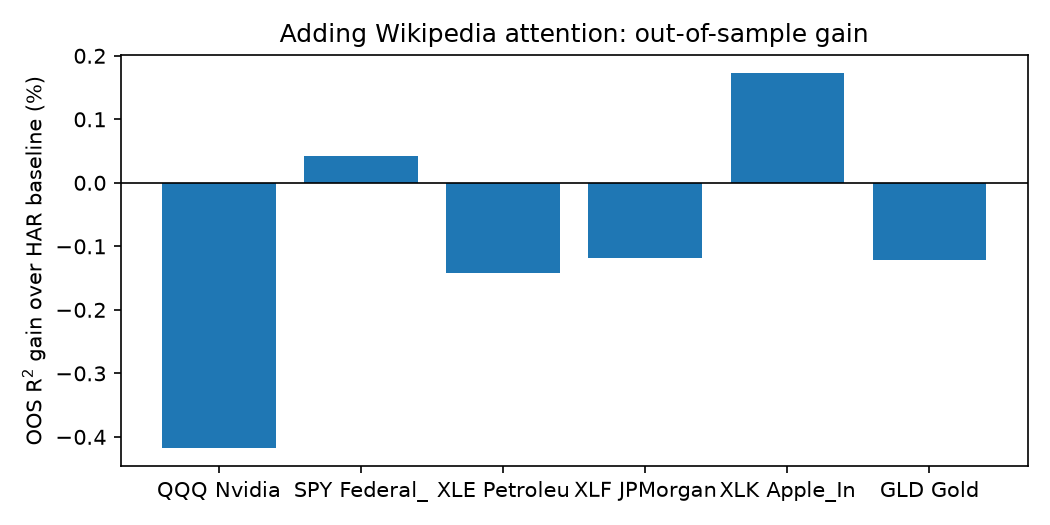 Adding Wikipedia attention: out-of-sample gain
OOS R² gain over HAR baseline (%)
0.2
0.1
0.0
−0.1
−0.2
−0.3
−0.4
QQQ Nvidia SPY Federal_ XLE Petroleu XLF JPMorgan XLK Apple_In GLD Gold